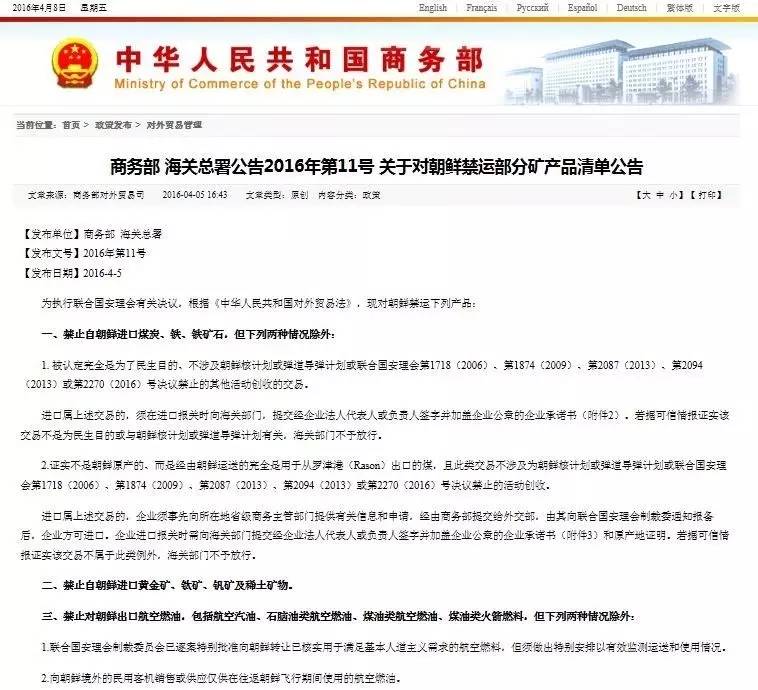 2016年4月8日 星期五 English | Français | Русский | Español | Deutsch | 繁体版 | 文字版
中华人民共和国商务部
Ministry of Commerce of the People's Republic of China
当前位置：首页 > 政策发布 > 对外贸易管理
商务部 海关总署公告2016年第11号 关于对朝鲜禁运部分矿产品清单公告
文章来源：商务部对外贸易司 2016-04-05 16:43 文章类型：原创 内容分类：政策 【大 中 小】【打印】
【发布单位】商务部 海关总署
【发布文号】2016年第11号
【发布日期】2016-4-5
为执行联合国安理会有关决议，根据《中华人民共和国对外贸易法》，现对朝鲜禁运下列产品：
一、禁止自朝鲜进口煤炭、铁、铁矿石，但下列两种情况除外：
1. 被认定完全是为了民生目的、不涉及朝鲜核计划或弹道导弹计划或联合国安理会第1718（2006）、第1874（2009）、第2087（2013）、第2094
（2013）或第2270（2016）号决议禁止的其他活动创收的交易。
进口属上述交易的，须在进口报关时向海关部门，提交经企业法人代表人或负责人签字并加盖企业公章的企业承诺书（附件2）。若据可信情报证实该
交易不是为民生目的或与朝鲜核计划或弹道导弹计划有关，海关部门不予放行。
2.证实不是朝鲜原产的、而是经由朝鲜运送的完全是用于从罗津港（Rason）出口的煤，且此类交易不涉及为朝鲜核计划或弹道导弹计划或联合国安理
会第1718（2006）、第1874（2009）、第2087（2013）、第2094（2013）或第2270（2016）号决议禁止的活动创收。
进口属上述交易的，企业须事先向所在地省级商务主管部门提供有关信息和申请，经由商务部提交给外交部，由其向联合国安理会制裁委通知报备
后，企业方可进口。企业进口报关时需向海关部门提交经企业法人代表人或负责人签字并加盖企业公章的企业承诺书（附件3）和原产地证明。若据可信情
报证实该交易不属于此类例外，海关部门不予放行。
二、禁止自朝鲜进口黄金矿、钛矿、钒矿及稀土矿物。
三、禁止对朝鲜出口航空燃油，包括航空汽油、石脑油类航空燃油、煤油类航空燃油、煤油类火箭燃料，但下列两种情况除外：
1.联合国安理会制裁委员会已逐案特别批准向朝鲜转让已核实用于满足基本人道主义需求的航空燃料，但须做出特别安排以有效监测运送和使用情况。
2.向朝鲜境外的民用客机销售或供应仅供在往返朝鲜飞行期间使用的航空燃油。